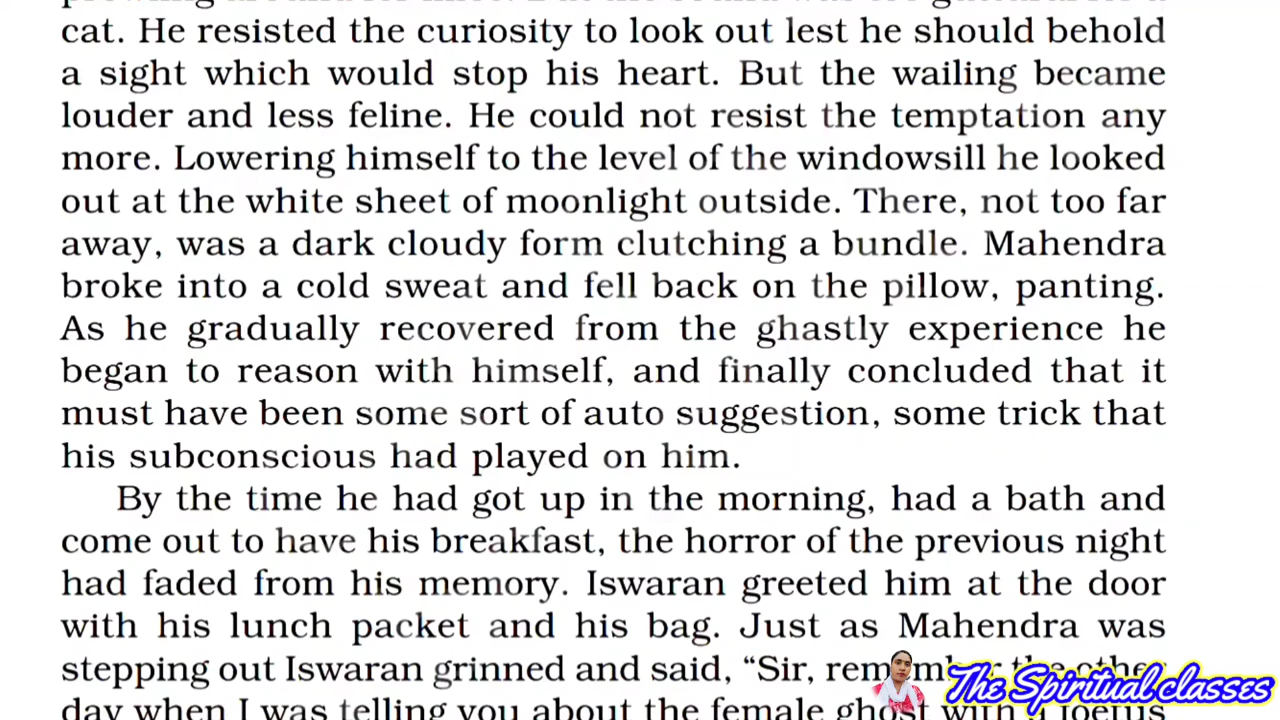 cat. He resisted the curiosity to look out lest he should behold
a sight which would stop his heart. But the wailing became
louder and less feline. He could not resist the temptation any
more. Lowering himself to the level of the windowsill he looked
out at the white sheet of moonlight outside. There, not too far
away, was a dark cloudy form clutching a bundle. Mahendra
broke into a cold sweat and fell back on the pillow, panting.
As he gradually recovered from the ghastly experience he
began to reason with himself, and finally concluded that it
must have been some sort of auto suggestion, some trick that
his subconscious had played on him.
By the time he had got up in the morning, had a bath and
come out to have his breakfast, the horror of the previous night
had faded from his memory. Iswaran greeted him at the door
with his lunch packet and his bag. Just as Mahendra was
stepping out Iswaran grinned and said, “Sir, remember the other
day when I was telling you about the female ghost with a foetus
The Spiritual classes